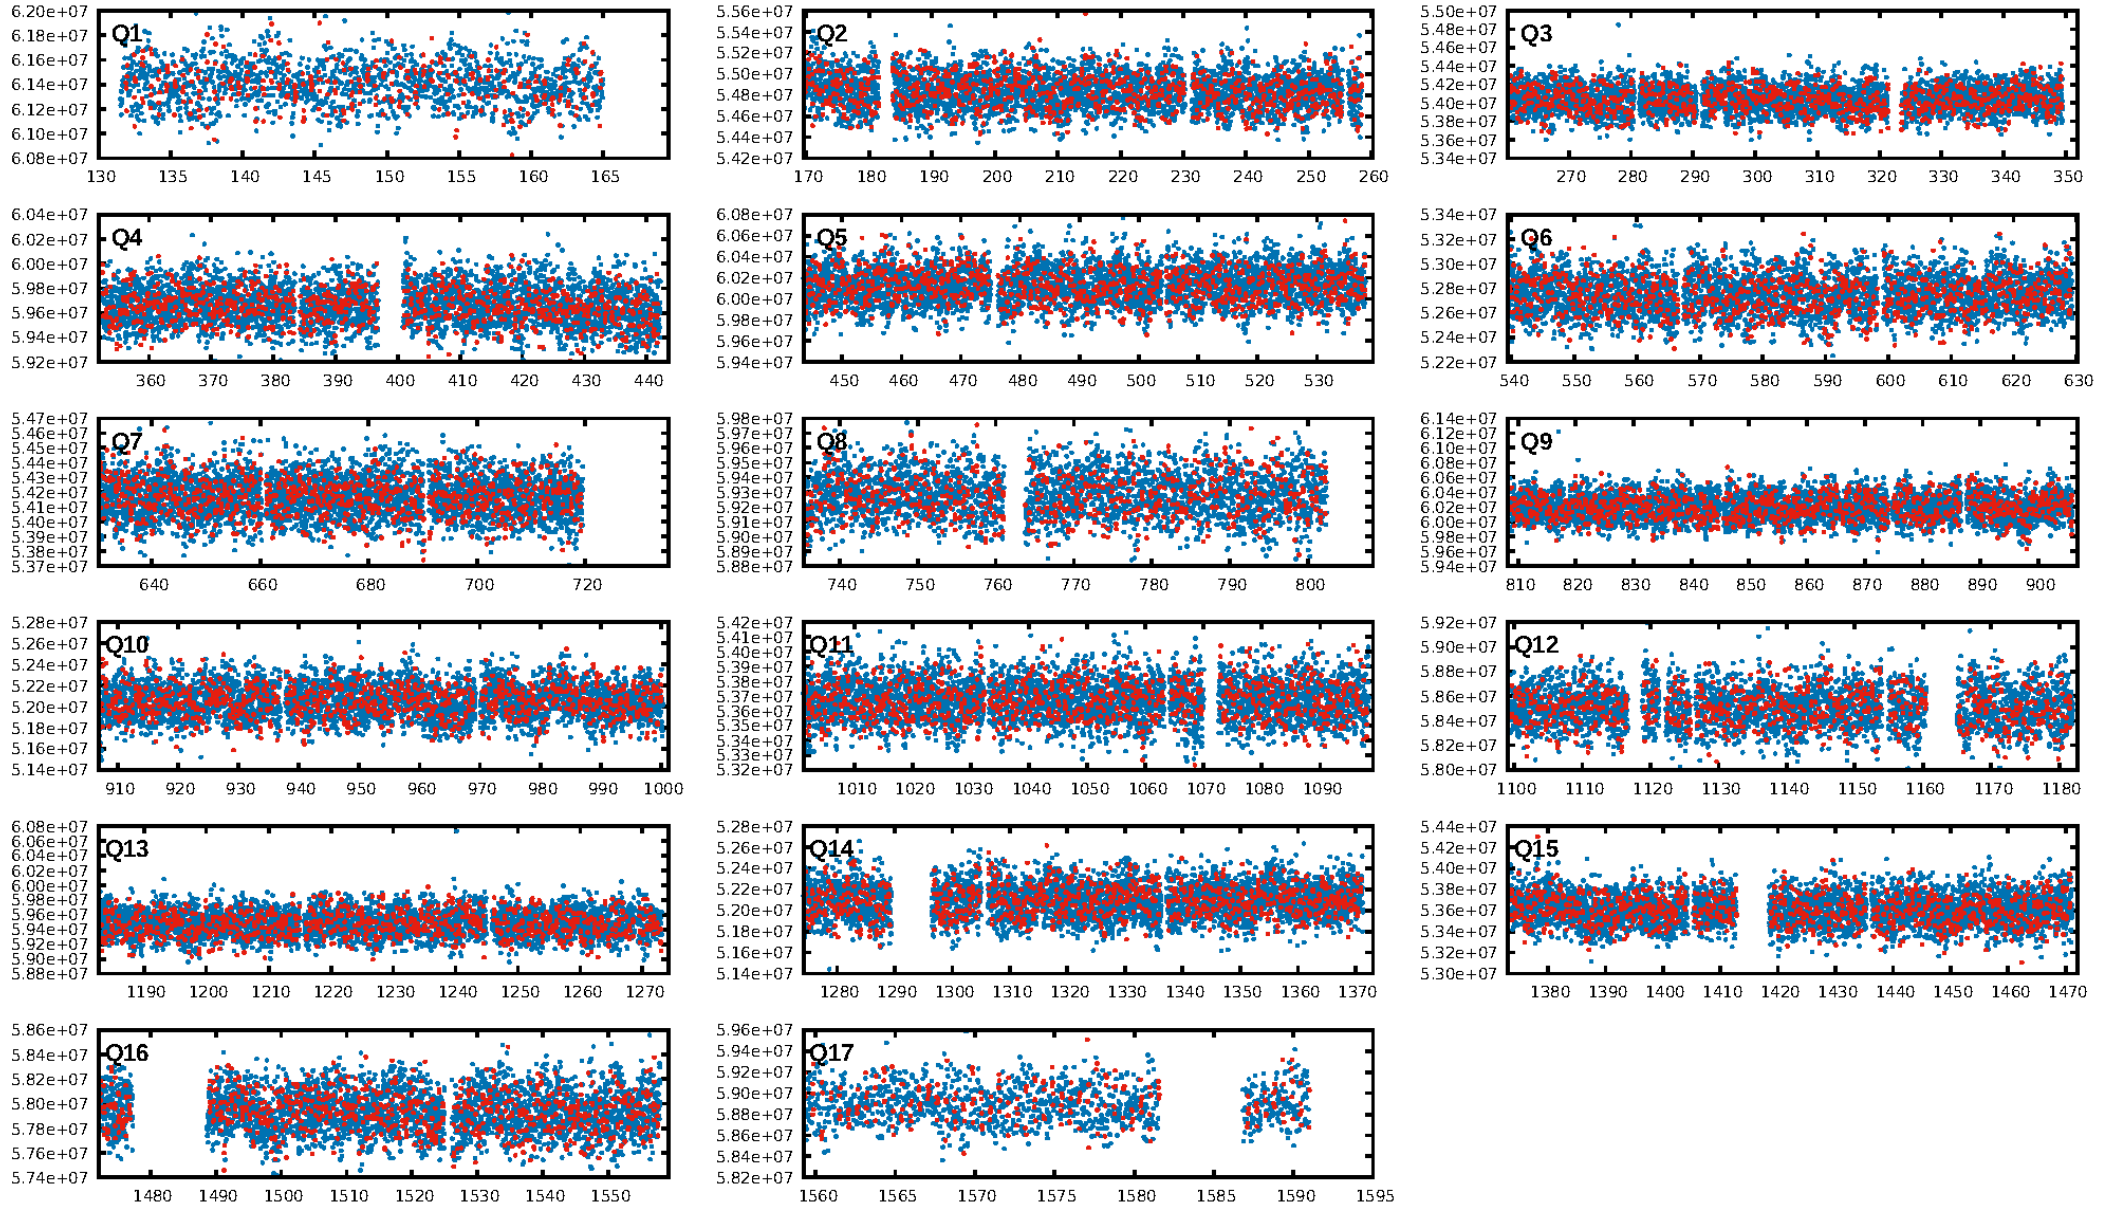 Q1
6.20e+07
6.18e+07
6.16e+07
6.14e+07
6.12e+07
6.10e+07
6.08e+07
130 135 140 145 150 155 160 165
Q2
5.56e+07
5.54e+07
5.52e+07
5.50e+07
5.48e+07
5.46e+07
5.44e+07
5.42e+07
170 180 190 200 210 220 230 240 250 260
Q3
5.50e+07
5.48e+07
5.46e+07
5.44e+07
5.42e+07
5.40e+07
5.38e+07
5.36e+07
5.34e+07
270 280 290 300 310 320 330 340 350
Q4
6.04e+07
6.02e+07
6.00e+07
5.98e+07
5.96e+07
5.94e+07
5.92e+07
360 370 380 390 400 410 420 430 440
Q5
6.08e+07
6.06e+07
6.04e+07
6.02e+07
6.00e+07
5.98e+07
5.96e+07
5.94e+07
450 460 470 480 490 500 510 520 530
Q6
5.34e+07
5.32e+07
5.30e+07
5.28e+07
5.26e+07
5.24e+07
5.22e+07
540 550 560 570 580 590 600 610 620 630
Q7
5.47e+07
5.46e+07
5.45e+07
5.44e+07
5.43e+07
5.42e+07
5.41e+07
5.40e+07
5.39e+07
5.38e+07
5.37e+07
640 660 680 700 720
Q8
5.98e+07
5.97e+07
5.96e+07
5.95e+07
5.94e+07
5.93e+07
5.92e+07
5.91e+07
5.90e+07
5.89e+07
5.88e+07
740 750 760 770 780 790 800
Q9
6.14e+07
6.12e+07
6.10e+07
6.08e+07
6.06e+07
6.04e+07
6.02e+07
6.00e+07
5.98e+07
5.96e+07
5.94e+07
810 820 830 840 850 860 870 880 890 900
Q10
5.28e+07
5.26e+07
5.24e+07
5.22e+07
5.20e+07
5.18e+07
5.16e+07
5.14e+07
910 920 930 940 950 960 970 980 990 1000
Q11
5.42e+07
5.41e+07
5.40e+07
5.39e+07
5.38e+07
5.37e+07
5.36e+07
5.35e+07
5.34e+07
5.33e+07
5.32e+07
1010 1020 1030 1040 1050 1060 1070 1080 1090
Q12
5.92e+07
5.90e+07
5.88e+07
5.86e+07
5.84e+07
5.82e+07
5.80e+07
1100 1110 1120 1130 1140 1150 1160 1170 1180
Q13
6.08e+07
6.06e+07
6.04e+07
6.02e+07
6.00e+07
5.98e+07
5.96e+07
5.94e+07
5.92e+07
5.90e+07
5.88e+07
1190 1200 1210 1220 1230 1240 1250 1260 1270
Q14
5.28e+07
5.26e+07
5.24e+07
5.22e+07
5.20e+07
5.18e+07
5.16e+07
5.14e+07
1280 1290 1300 1310 1320 1330 1340 1350 1360 1370
Q15
5.44e+07
5.42e+07
5.40e+07
5.38e+07
5.36e+07
5.34e+07
5.32e+07
5.30e+07
1380 1390 1400 1410 1420 1430 1440 1450 1460 1470
Q16
5.86e+07
5.84e+07
5.82e+07
5.80e+07
5.78e+07
5.76e+07
5.74e+07
1480 1490 1500 1510 1520 1530 1540 1550
Q17
5.96e+07
5.94e+07
5.92e+07
5.90e+07
5.88e+07
5.86e+07
5.84e+07
5.82e+07
1560 1565 1570 1575 1580 1585 1590 1595